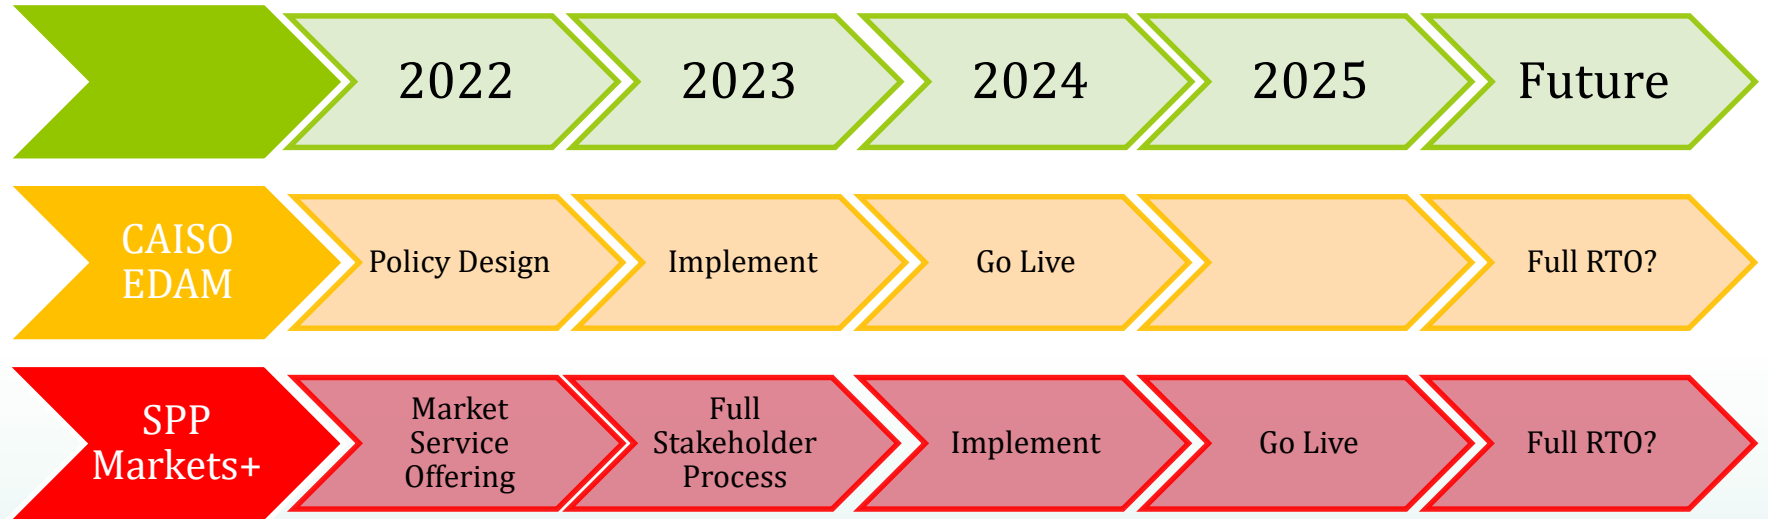 2022
2023
2024
2025
Future
CAISO
EDAM
Policy Design
Implement
Go Live
Full RTO?
SPP
Markets+
Market
Service
Offering
Full
Stakeholder
Process
Implement
Go Live
Full RTO?